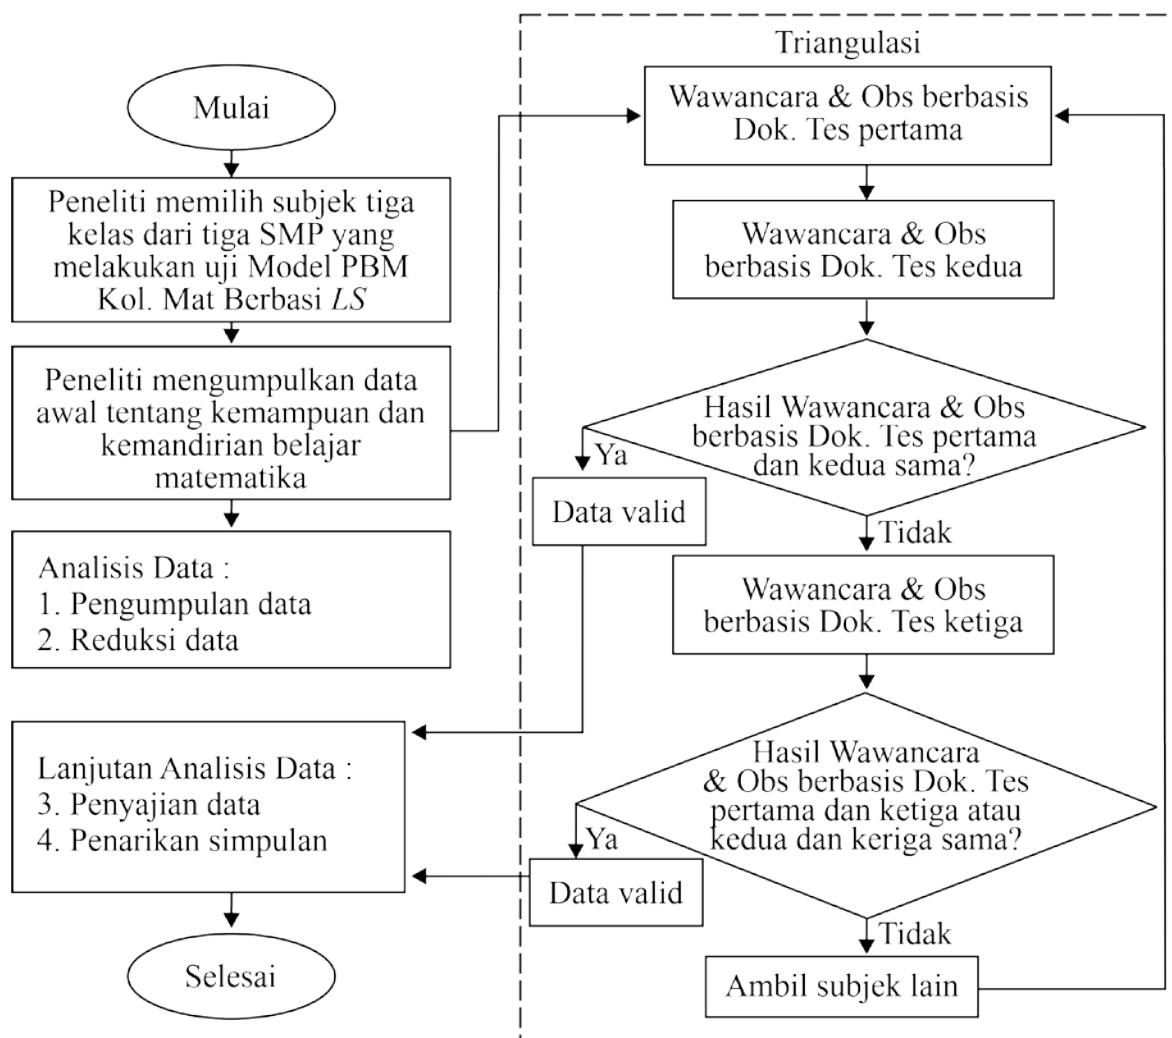 Mulai
Peneliti memilih subjek tiga
kelas dari tiga SMP yang
melakukan uji Model PBM
Kol. Mat Berbasi LS
Peneliti mengumpulkan data
awal tentang kemampuan dan
kemandirian belajar
matematika
Analisis Data :
1. Pengumpulan data
2. Reduksi data
Lanjutan Analisis Data :
3. Penyajian data
4. Penarikan simpulan
Selesai
Triangulasi
Wawancara & Obs berbasis
Dok. Tes pertama
Wawancara & Obs
berbasis Dok. Tes kedua
Hasil Wawancara & Obs
berbasis Dok. Tes pertama
dan kedua sama?
Ya
Data valid
Tidak
Wawancara & Obs
berbasis Dok. Tes ketiga
Hasil Wawancara
& Obs berbasis Dok. Tes
pertama dan ketiga atau
kedua dan keriga sama?
Ya
Data valid
Tidak
Ambil subjek lain